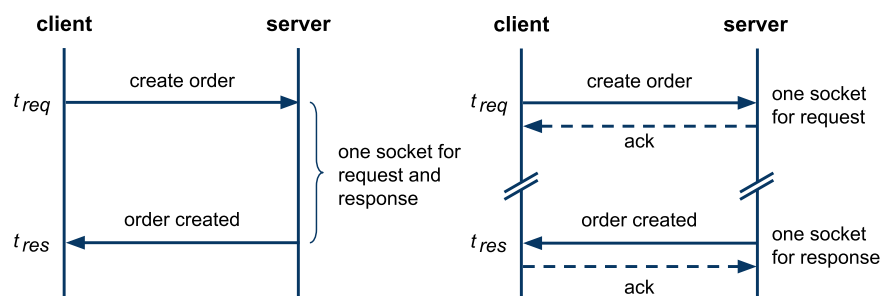 client
server
create order
t req
one socket for
request and
response
order created
t res
client
server
create order
t req
one socket
for request
ack
order created
t res
one socket
for response
ack